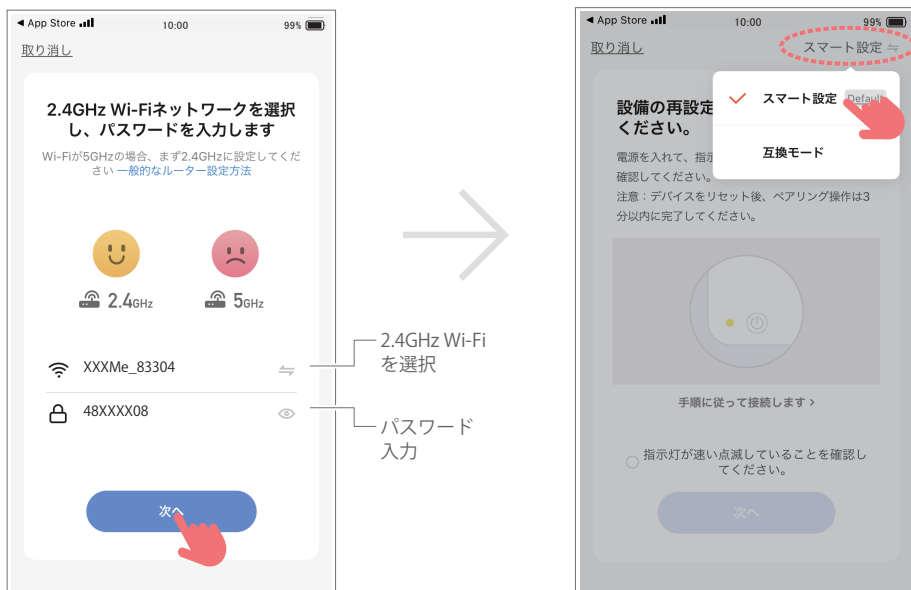 ◀ App Store
10:00
99%
取り消し
2.4GHz Wi-Fiネットワークを選択
し、パスワードを入力します
Wi-Fiが5GHzの場合、まず2.4GHzに設定してくだ
さい 一般的なルーター設定方法
2.4GHz
5GHz
XXXMe_83304
48XXXX08
次へ
2.4GHz Wi-Fi
を選択
パスワード
入力
◀ App Store
10:00
99%
取り消し
スマート設定
スマート設定 Default
互換モード
設備の再設定
ください。
電源を入れて、指示
確認してください。
注意：デバイスをリセット後、ペアリング操作は3
分以内に完了してください。
手順に従って接続します >
指示灯が速い点滅していることを確認し
てください。
次へ